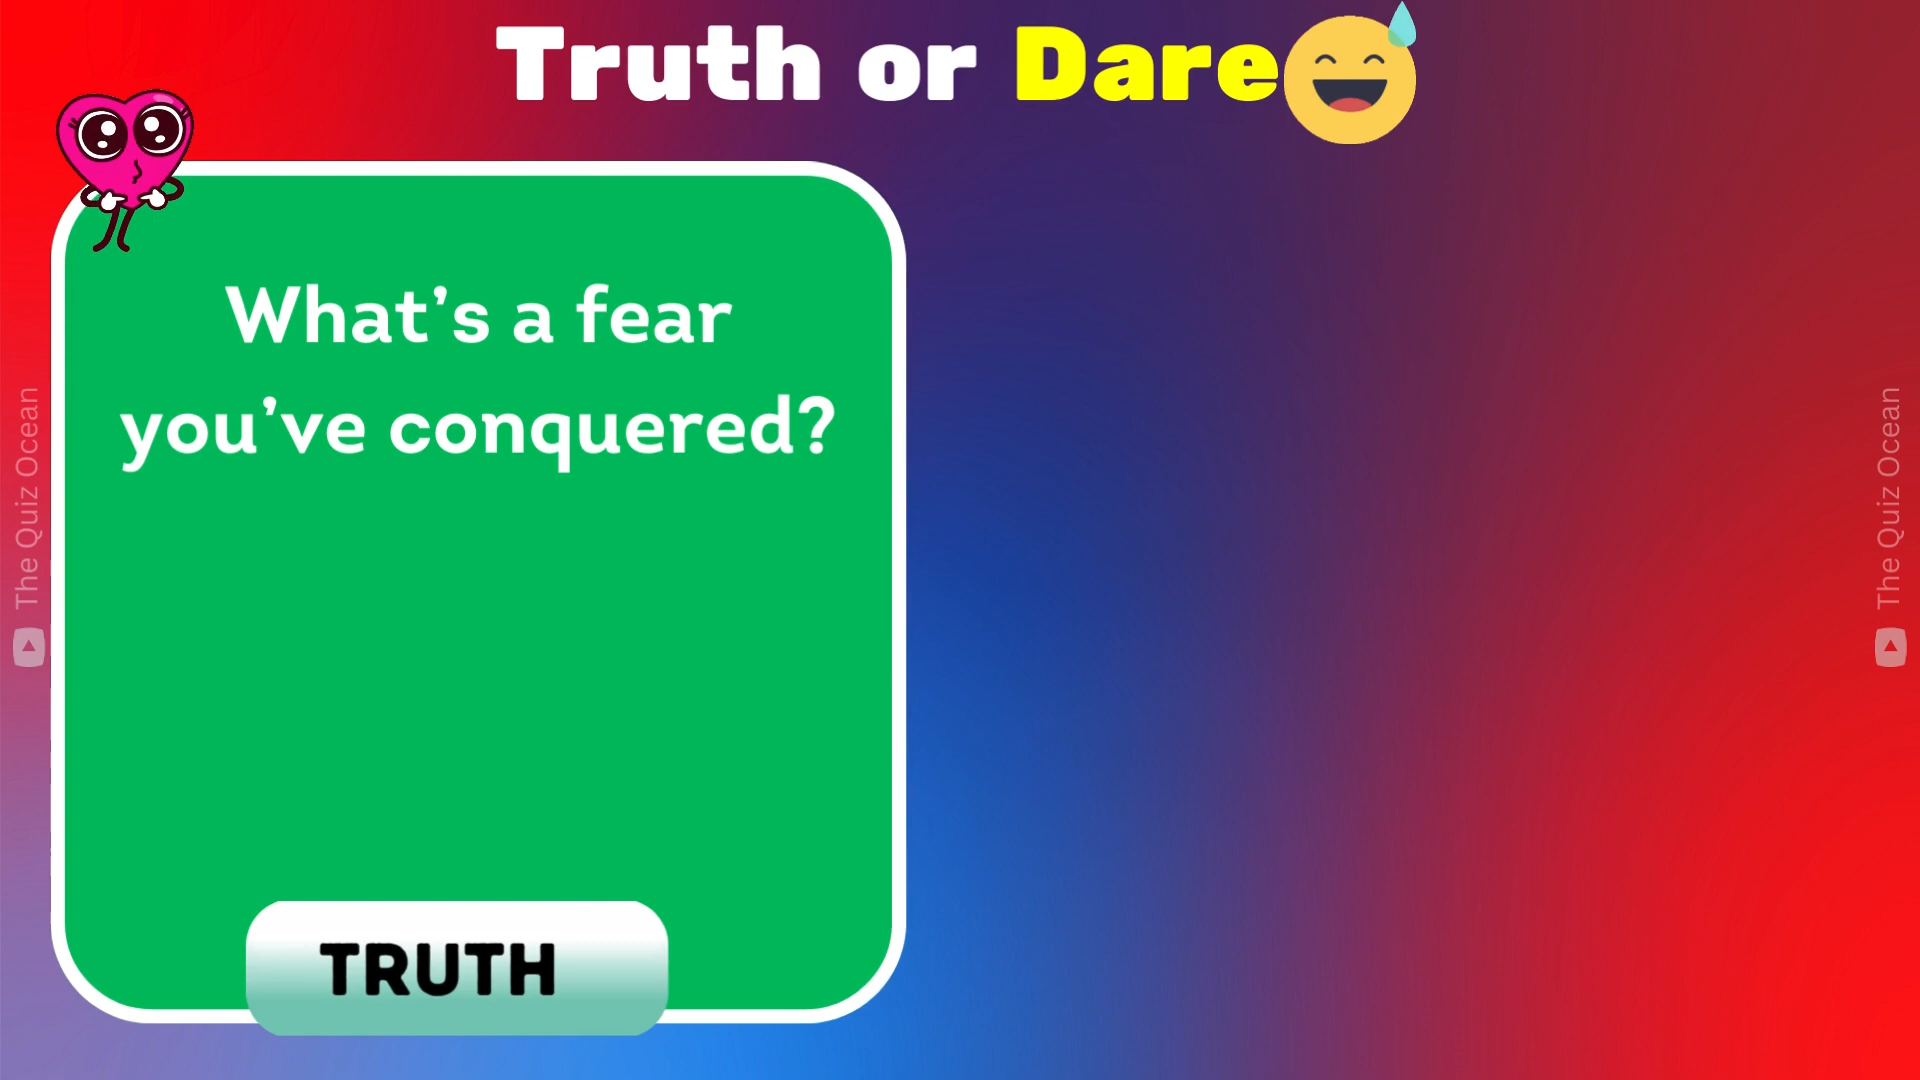 Truth or Dare
What's a fear
you've conquered?
TRUTH
The Quiz Ocean
The Quiz Ocean